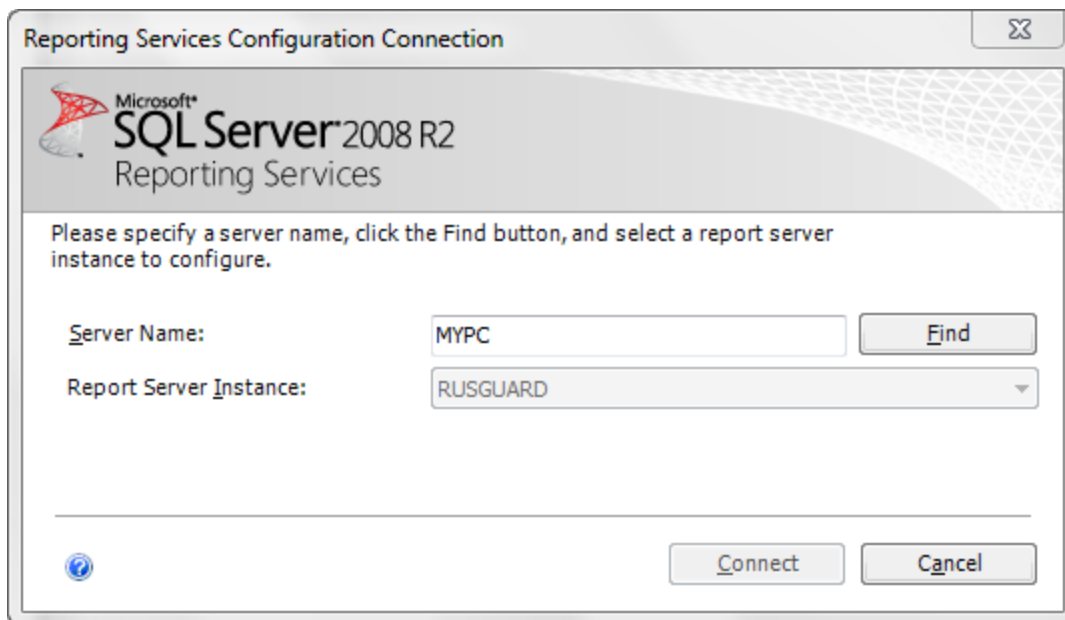 Reporting Services Configuration Connection
Microsoft®
SQL Server® 2008 R2
Reporting Services
Please specify a server name, click the Find button, and select a report server
instance to configure.
Server Name: MYPC Find
Report Server Instance: RUSGUARD
Connect Cancel